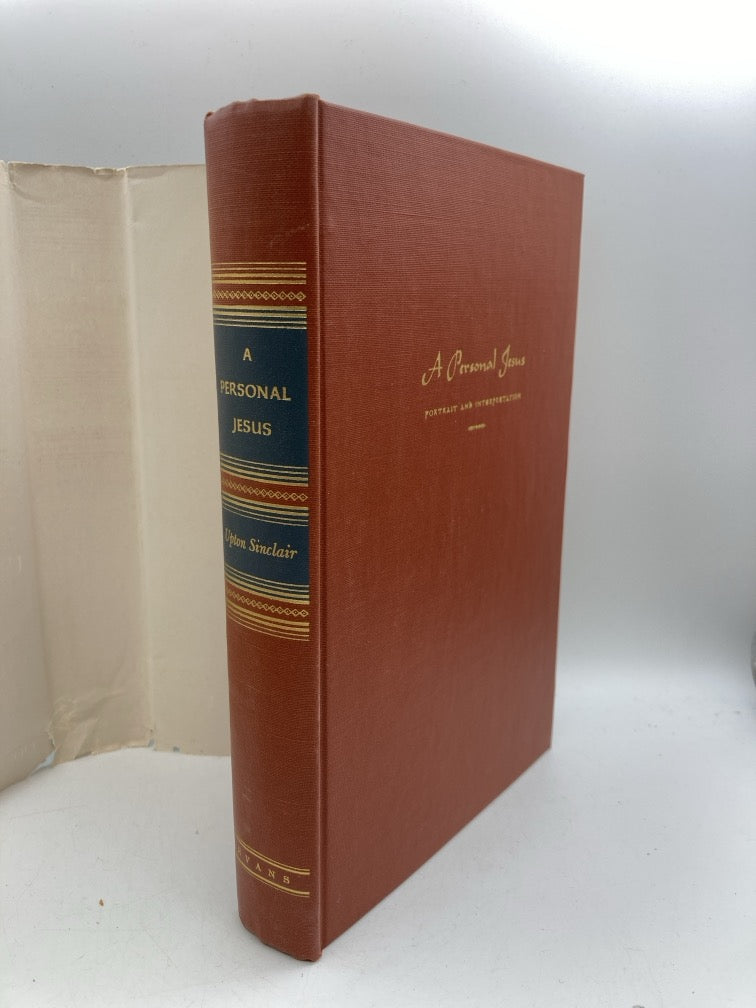 A
PERSONAL
JESUS
Upton Sinclair
EVANS
A Personal Jesus
PORTRAIT AND INTERPRETATION